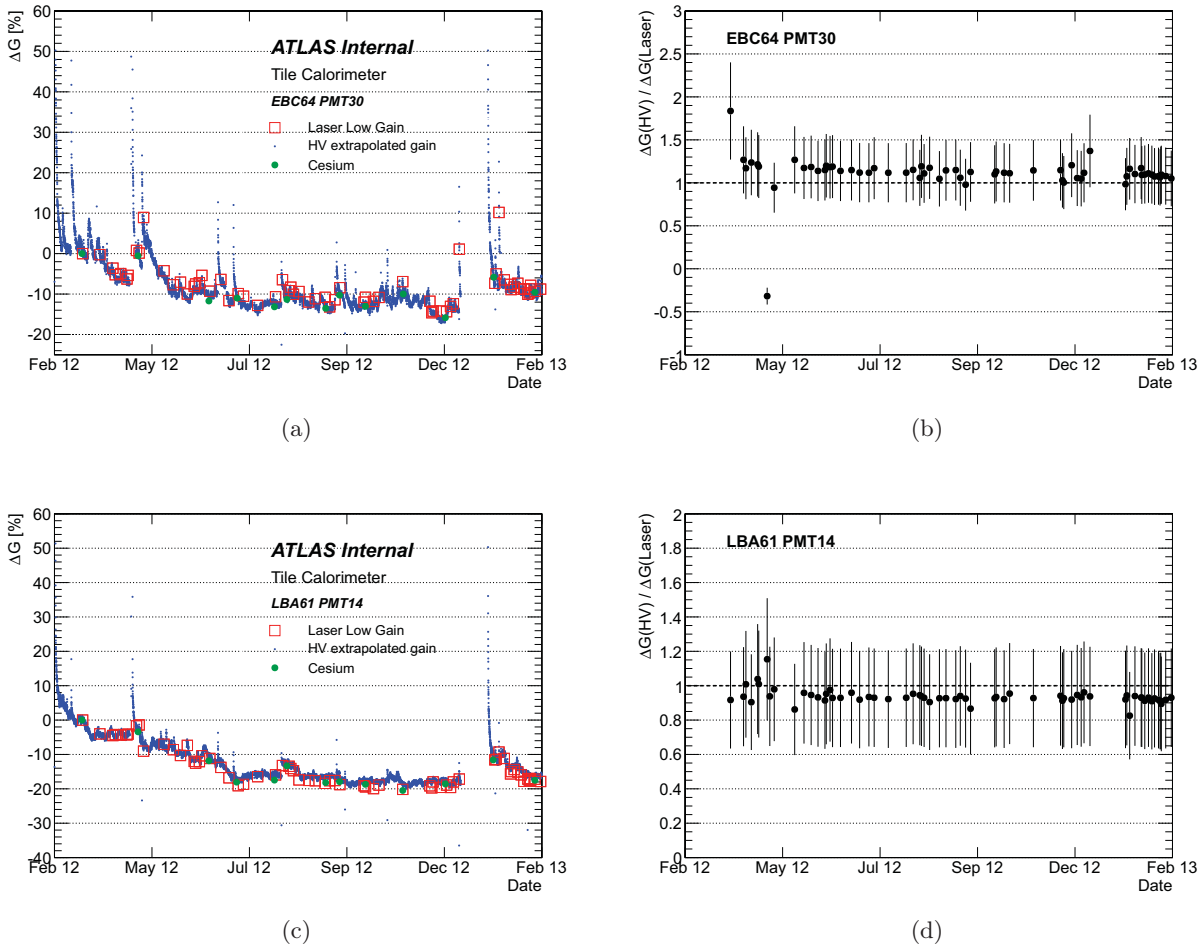 ΔG [%]
60
50
40
30
20
10
0
-10
-20
ATLAS Internal
Tile Calorimeter
EBC64 PMT30
Laser Low Gain
HV extrapolated gain
Cesium
Feb 12 May 12 Jul 12 Sep 12 Dec 12 Feb 13
Date
(a)
ΔG(HV) / ΔG(Laser)
3
2.5
2
1.5
1
0.5
0
-0.5
-1
EBC64 PMT30
Feb 12 May 12 Jul 12 Sep 12 Dec 12 Feb 13
Date
(b)
ΔG [%]
60
50
40
30
20
10
0
-10
-20
-30
-40
ATLAS Internal
Tile Calorimeter
LBA61 PMT14
Laser Low Gain
HV extrapolated gain
Cesium
Feb 12 May 12 Jul 12 Sep 12 Dec 12 Feb 13
Date
(c)
ΔG(HV) / ΔG(Laser)
2
1.8
1.6
1.4
1.2
1
0.8
0.6
0.4
0.2
0
LBA61 PMT14
Feb 12 May 12 Jul 12 Sep 12 Dec 12 Feb 13
Date
(d)